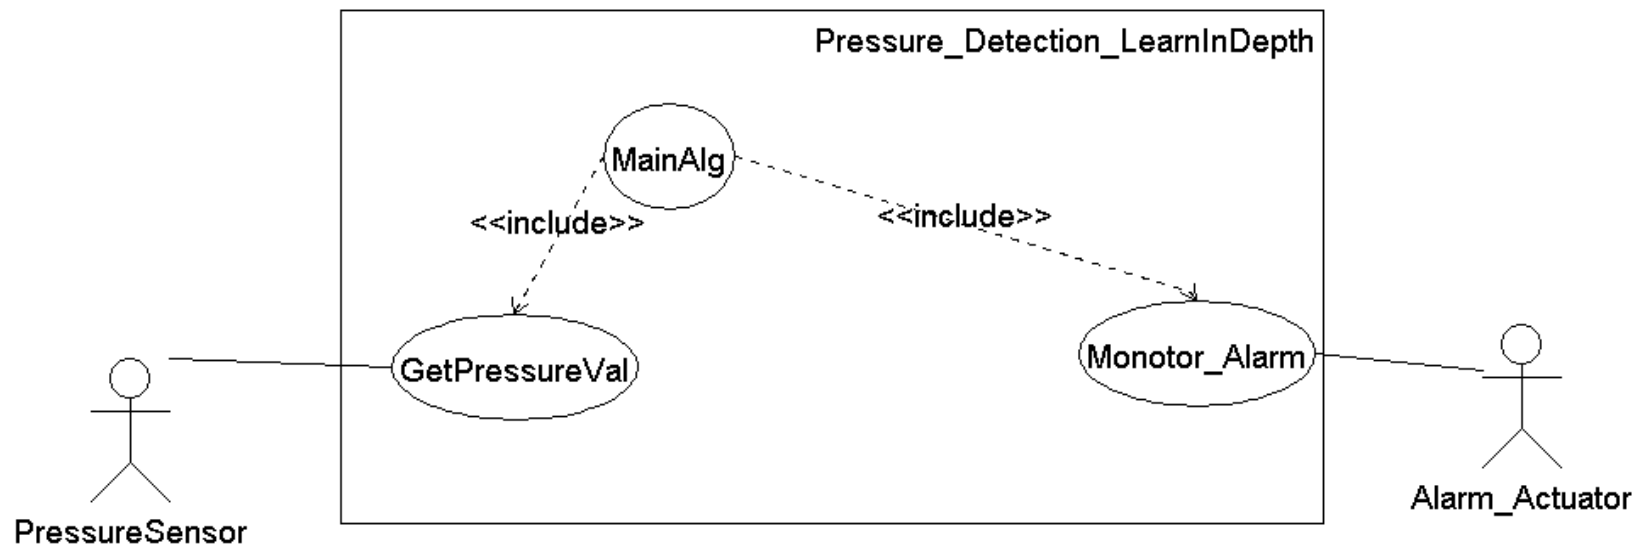 Pressure_Detection_LearnInDepth
MainAlg
<<include>>
<<include>>
GetPressureVal
Monotor_Alarm
PressureSensor
Alarm_Actuator